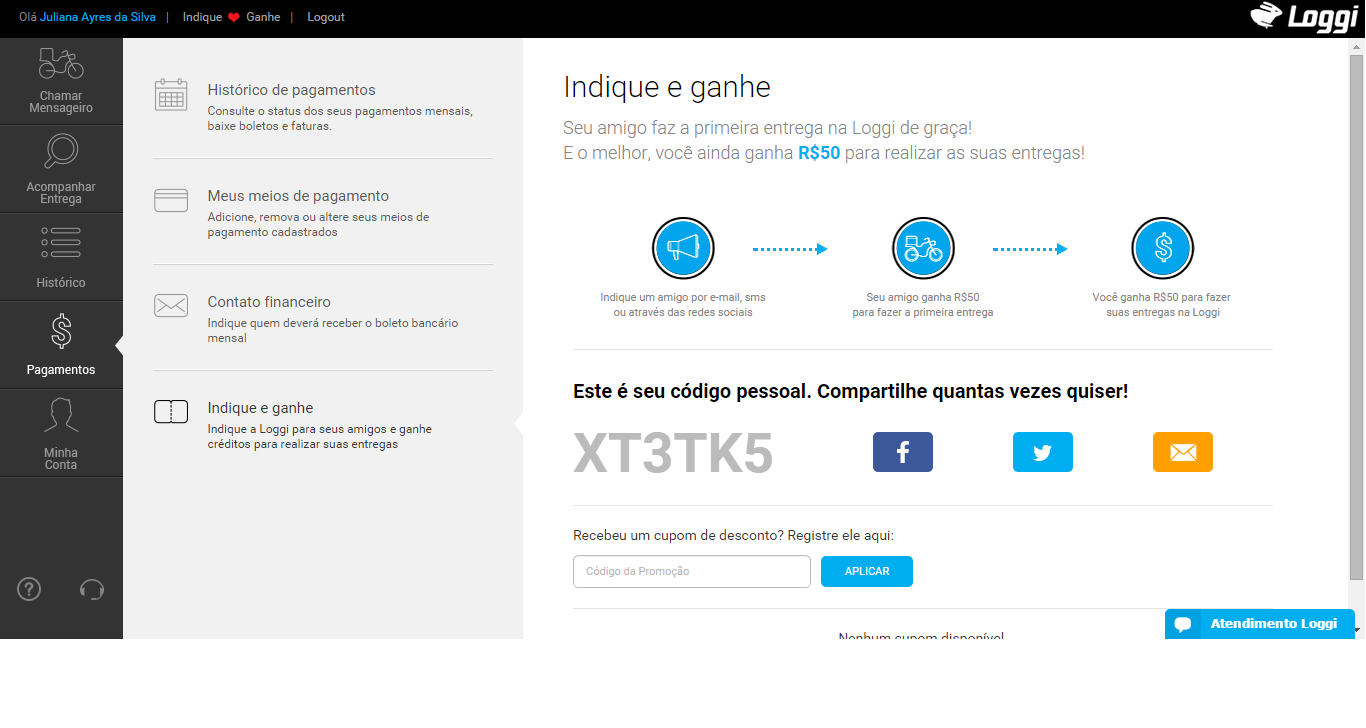 Olá Juliana Ayres da Silva | Indique Ganhe | Logout
Loggi
Chamar
Mensageiro
Acompanhar
Entrega
Histórico
Pagamentos
Minha
Conta
?
Histórico de pagamentos
Consulte o status dos seus pagamentos mensais,
baixe boletos e faturas.
Meus meios de pagamento
Adicione, remova ou altere seus meios de
pagamento cadastrados
Contato financeiro
Indique quem deverá receber o boleto bancário
mensal
Indique e ganhe
Indique a Loggi para seus amigos e ganhe
créditos para realizar suas entregas
Indique e ganhe
Seu amigo faz a primeira entrega na Loggi de graça!
E o melhor, você ainda ganha R$50 para realizar as suas entregas!
Indique um amigo por e-mail, sms
ou através das redes sociais
Seu amigo ganha R$50
para fazer a primeira entrega
Você ganha R$50 para fazer
suas entregas na Loggi
Este é seu código pessoal. Compartilhe quantas vezes quiser!
XT3TK5
Recebeu um cupom de desconto? Registre ele aqui:
Código da Promoção
APLICAR
Nenhum cupom disponível
Atendimento Loggi